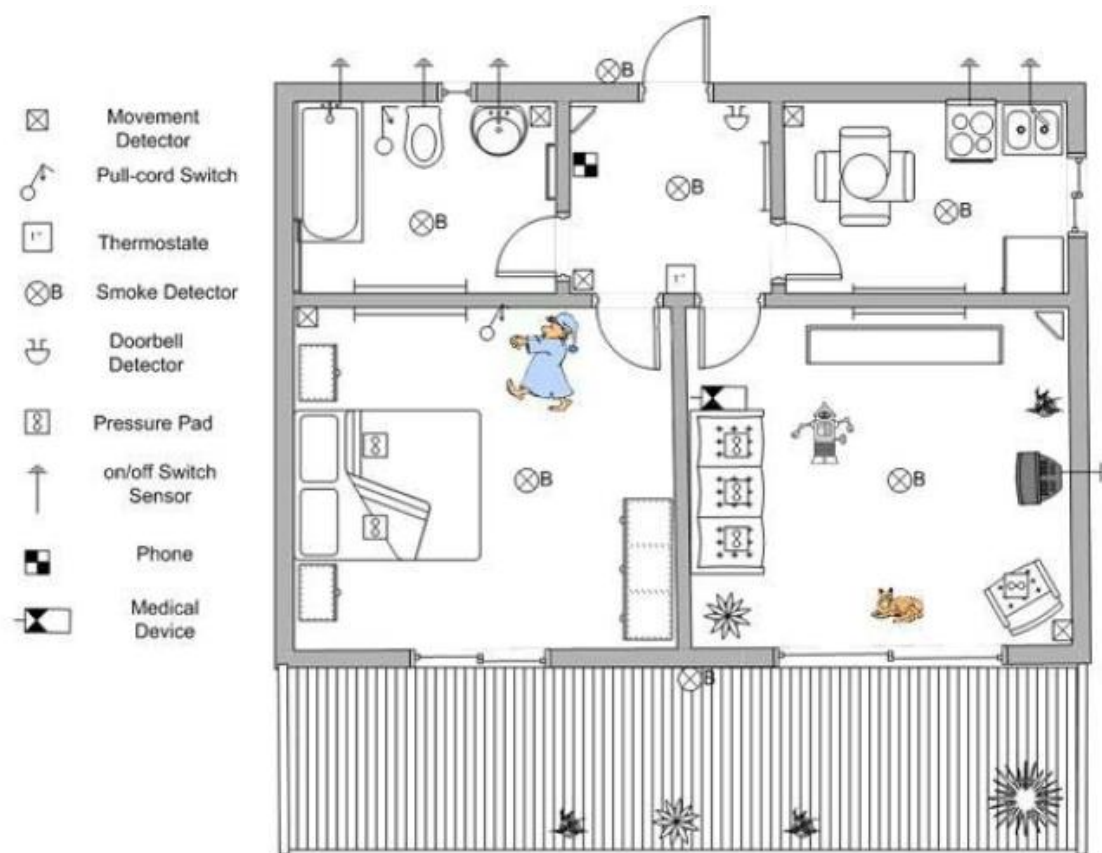 Movement
Detector
Pull-cord Switch
Thermostate
Smoke Detector
B
Doorbell
Detector
Pressure Pad
on/off Switch
Sensor
Phone
Medical
Device
B
B
B
B
B
B
B